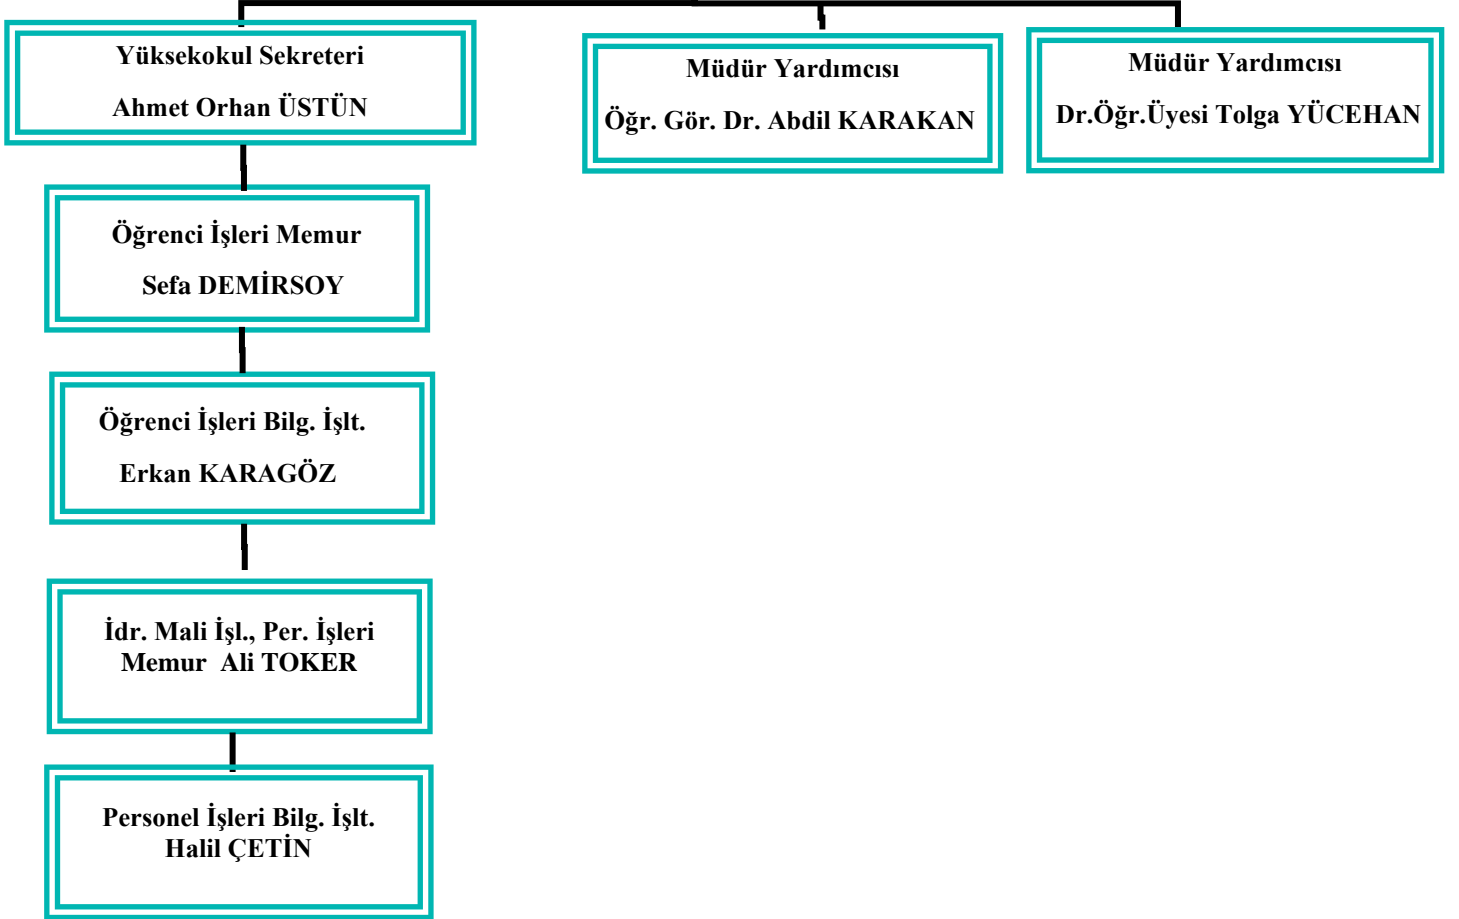 Yüksekokul Sekreteri
Ahmet Orhan ÜSTÜN
Müdür Yardımcısı
Öğr. Gör. Dr. Abdil KARAKAN
Müdür Yardımcısı
Dr.Öğr.Üyesi Tolga YÜCEHAN
Öğrenci İşleri Memur
Sefa DEMİRSOY
Öğrenci İşleri Bilg. İşlt.
Erkan KARAGÖZ
İdr. Mali İşl., Per. İşleri
Memur  Ali TOKER
Personel İşleri Bilg. İşlt.
Halil ÇETİN